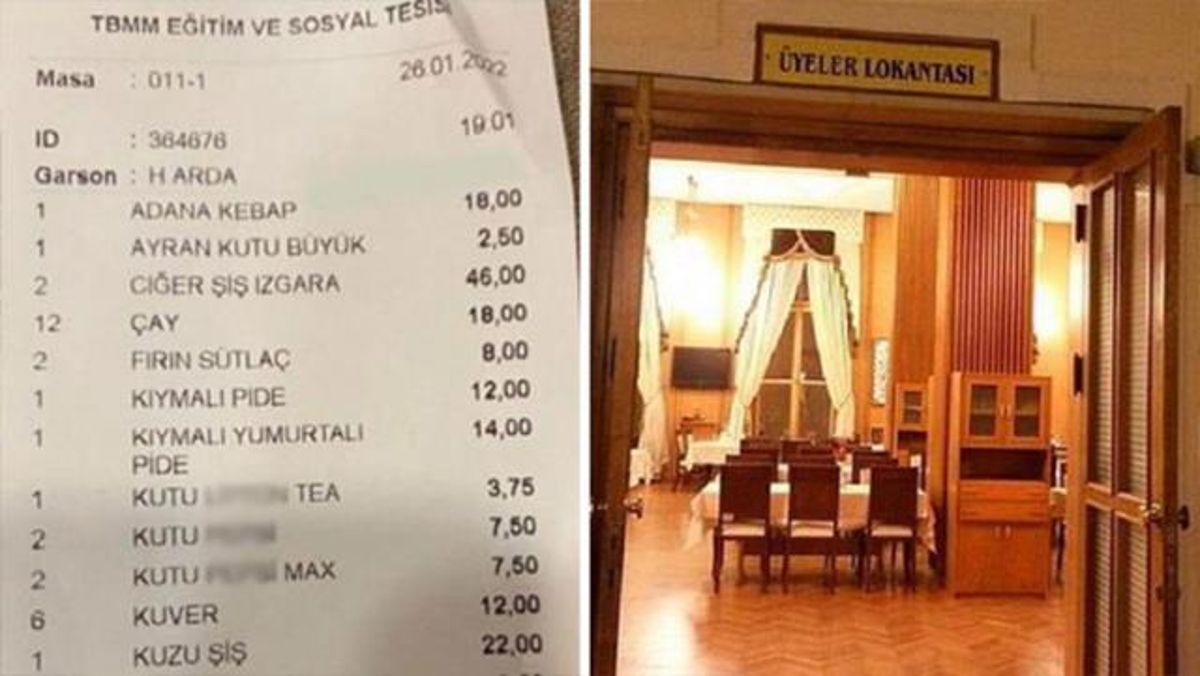 TBMM EĞİTİM VE SOSYAL TESİS
Masa : 011-1 26.01.2022
ID : 364676 19.01
Garson : H ARDA
1 ADANA KEBAP 18,00
1 AYRAN KUTU BÜYÜK 2,50
2 CIĞER ŞİŞ IZGARA 46,00
12 ÇAY 18,00
2 FIRIN SÜTLAÇ 8,00
1 KIYMALI PIDE 12,00
1 KIYMALI YUMURTALI 14,00
PİDE
1 KUTU TEA 3,75
2 KUTU 7,50
2 KUTU MAX 7,50
6 KUVER 12,00
1 KUZU ŞİŞ 22,00
ÜYELER LOKANTASI